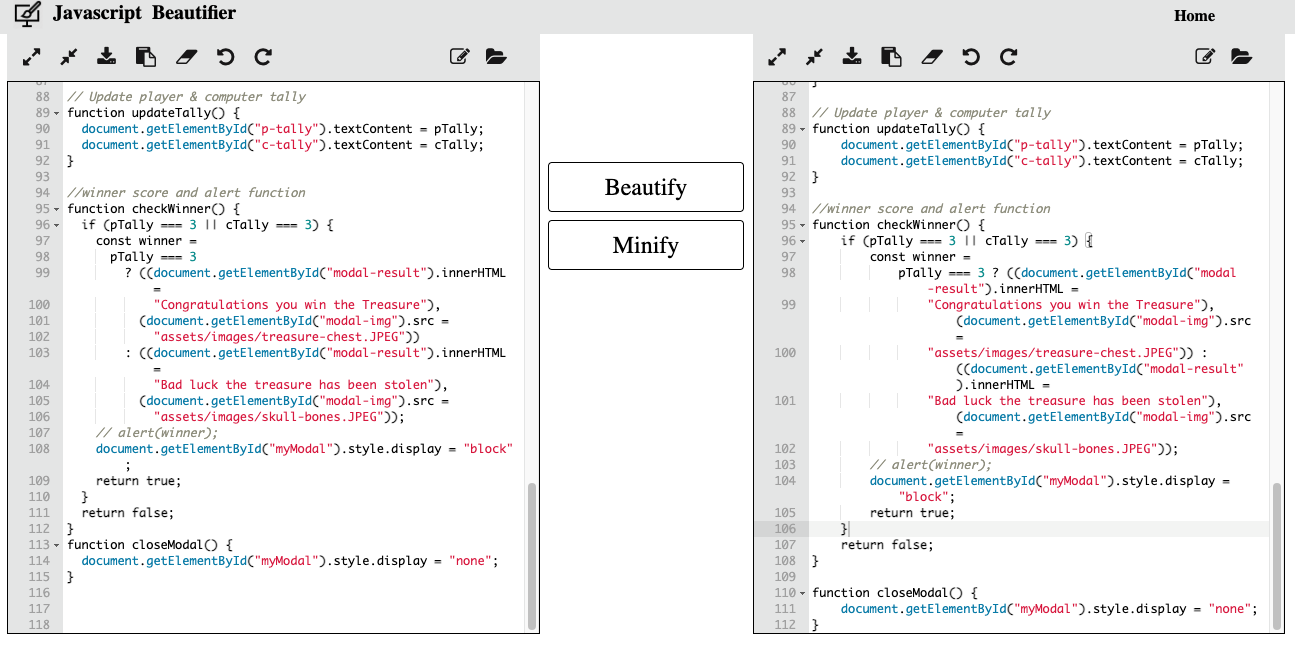 Javascript Beautifier
Home
88 // Update player & computer tally
89 function updateTally() {
90 document.getElementById("p-tally").textContent = pTally;
91 document.getElementById("c-tally").textContent = cTally;
92 }
93
94 //winner score and alert function
95 function checkWinner() {
96 if (pTally === 3 || cTally === 3) {
97 const winner =
98 pTally === 3
99 ? ((document.getElementById("modal-result").innerHTML
=
100 "Congratulations you win the Treasure"),
101 (document.getElementById("modal-img").src =
102 "assets/images/treasure-chest.JPEG"))
103 : ((document.getElementById("modal-result").innerHTML
=
104 "Bad luck the treasure has been stolen"),
105 (document.getElementById("modal-img").src =
106 "assets/images/skull-bones.JPEG"));
107 // alert(winner);
108 document.getElementById("myModal").style.display = "block"
;
109 return true;
110 }
111 return false;
112 }
113 function closeModal() {
114 document.getElementById("myModal").style.display = "none";
115 }
116
117
118
Beautify
Minify
}
87
88 // Update player & computer tally
89 function updateTally() {
90 document.getElementById("p-tally").textContent = pTally;
91 document.getElementById("c-tally").textContent = cTally;
92 }
93
94 //winner score and alert function
95 function checkWinner() {
96 if (pTally === 3 || cTally === 3) {
97 const winner =
98 pTally === 3 ? ((document.getElementById("modal
-result").innerHTML =
99 "Congratulations you win the Treasure"),
(document.getElementById("modal-img").src
=
100 "assets/images/treasure-chest.JPEG")) :
((document.getElementById("modal-result"
).innerHTML =
101 "Bad luck the treasure has been stolen"),
(document.getElementById("modal-img").src
=
102 "assets/images/skull-bones.JPEG"));
103 // alert(winner);
104 document.getElementById("myModal").style.display =
"block";
105 return true;
106 }
107 return false;
108 }
109
110 function closeModal() {
111 document.getElementById("myModal").style.display = "none";
112 }